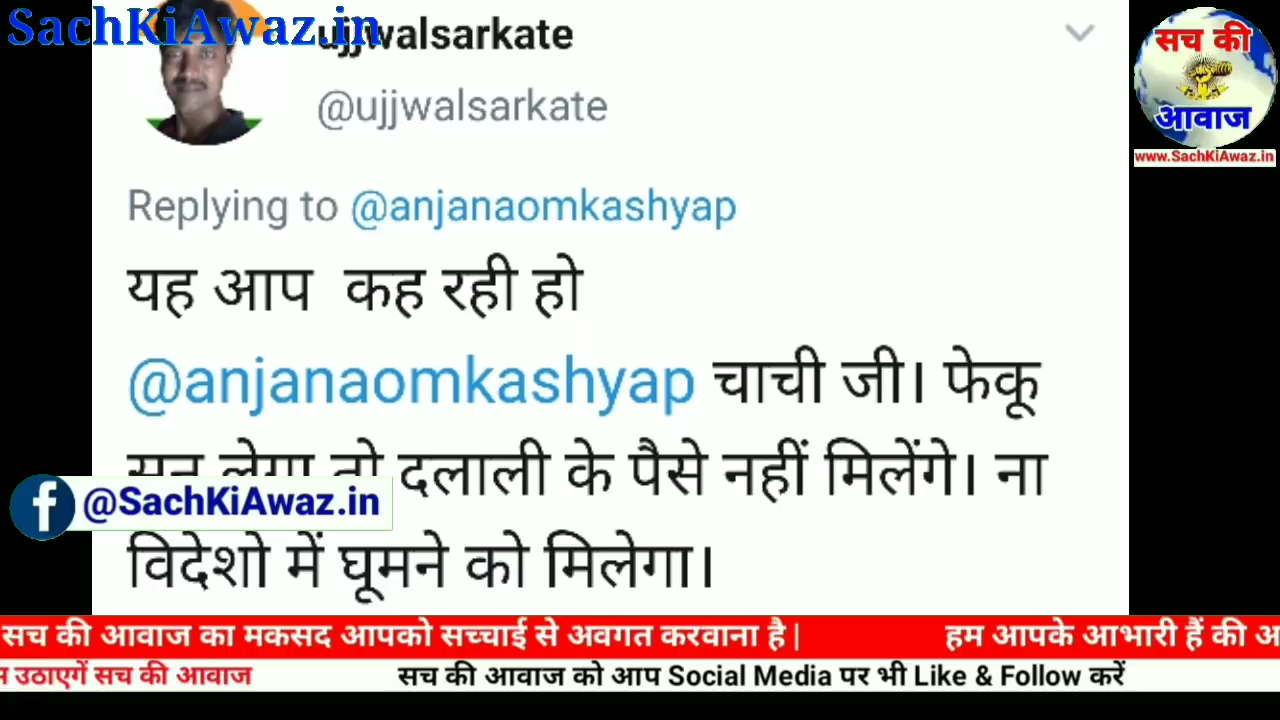 SachKiAwaz.in
ujjwalsarkate
@ujjwalsarkate
सच की
आवाज
www.SachKiAwaz.in
Replying to @anjanaomkashyap
यह आप कह रही हो
@anjanaomkashyap चाची जी। फेकू
सुन लेगा तो दलाली के पैसे नहीं मिलेंगे। ना
@SachKiAwaz.in
विदेशो में घूमने को मिलेगा।
सच की आवाज का मकसद आपको सच्चाई से अवगत करवाना है | हम आपके आभारी हैं की
उठाएगें सच की आवाज सच की आवाज को आप Social Media पर भी Like & Follow करें